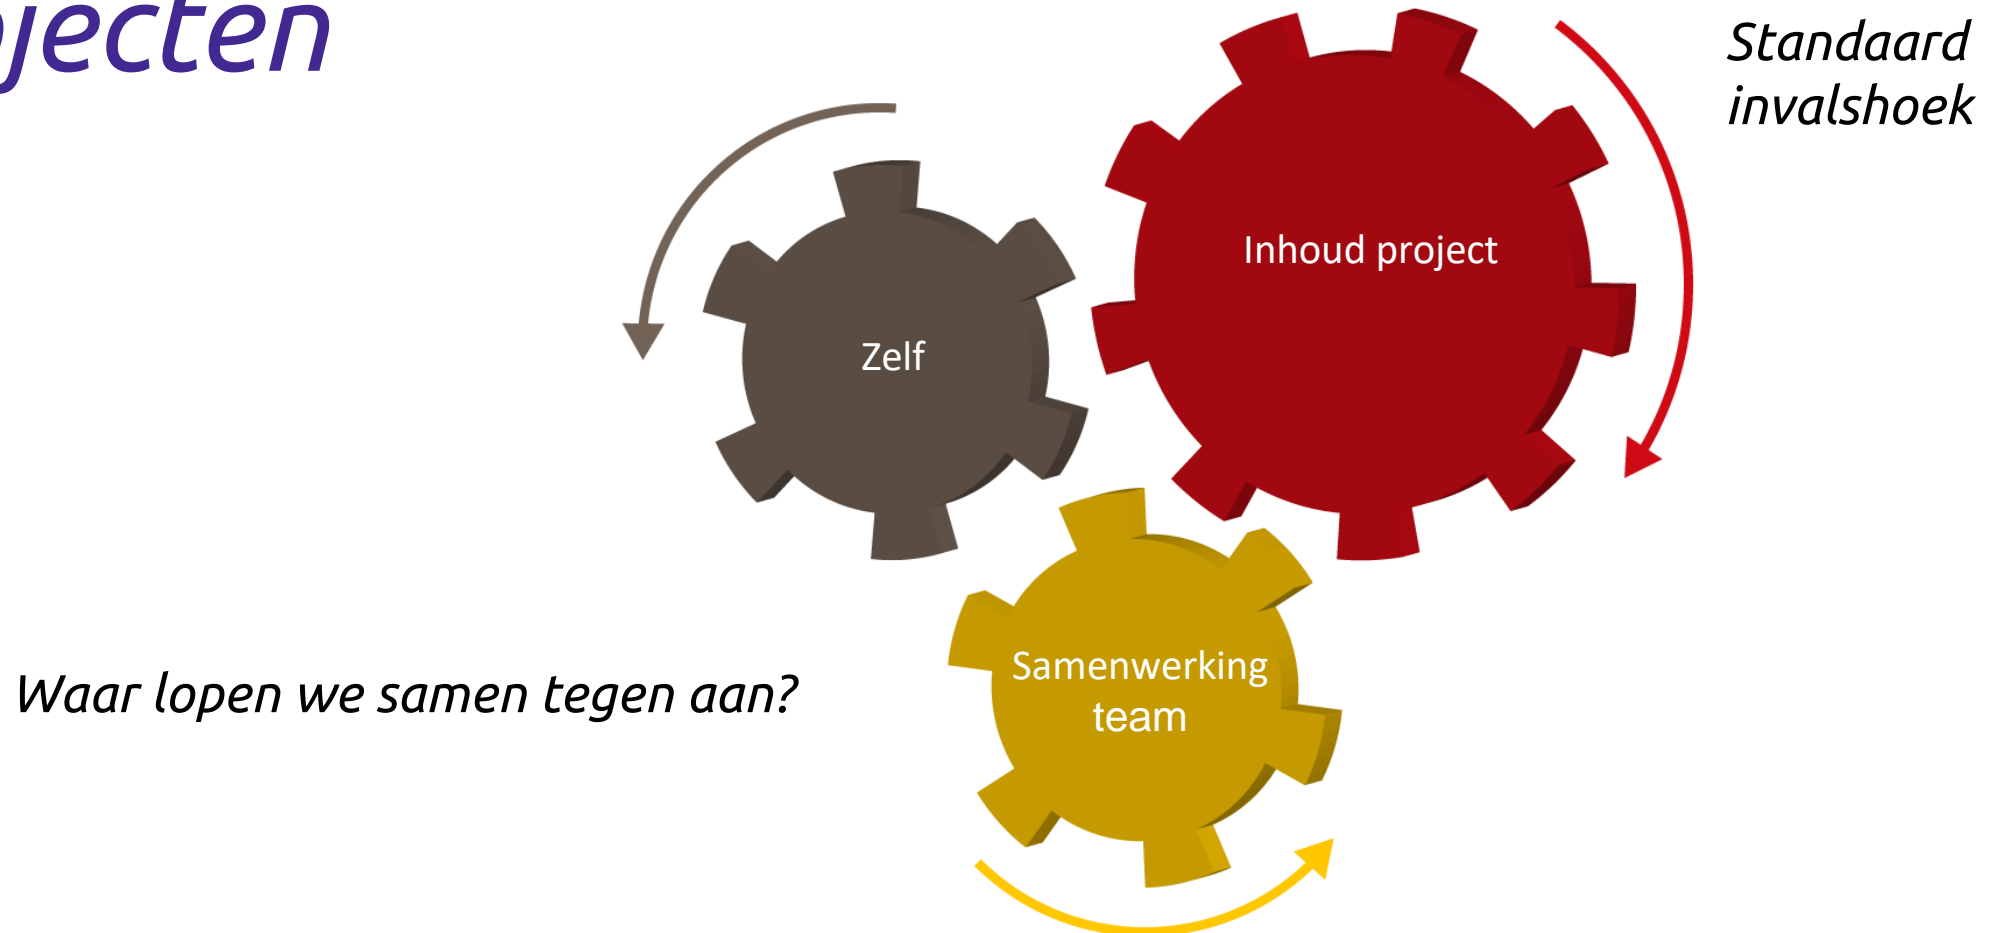 jecten
Standaard
invalshoek
Inhoud project
Zelf
Samenwerking
team
Waar lopen we samen tegen aan?